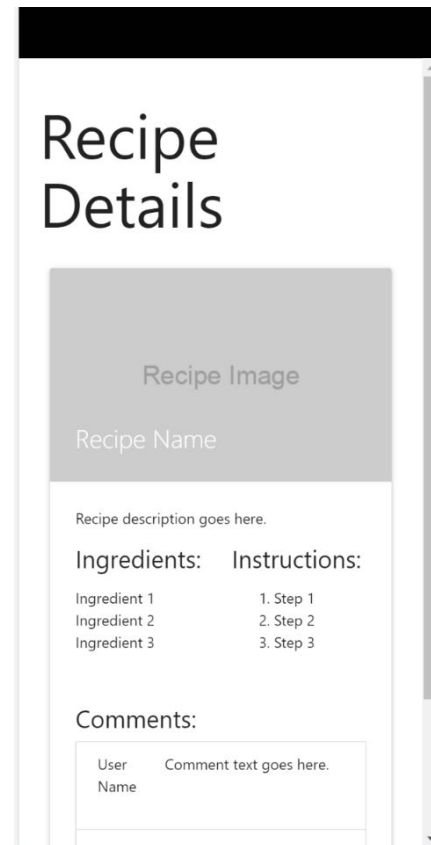 Recipe
Details
Recipe Image
Recipe Name
Recipe description goes here.
Ingredients:
Ingredient 1
Ingredient 2
Ingredient 3
Instructions:
1. Step 1
2. Step 2
3. Step 3
Comments:
User
Name
Comment text goes here.